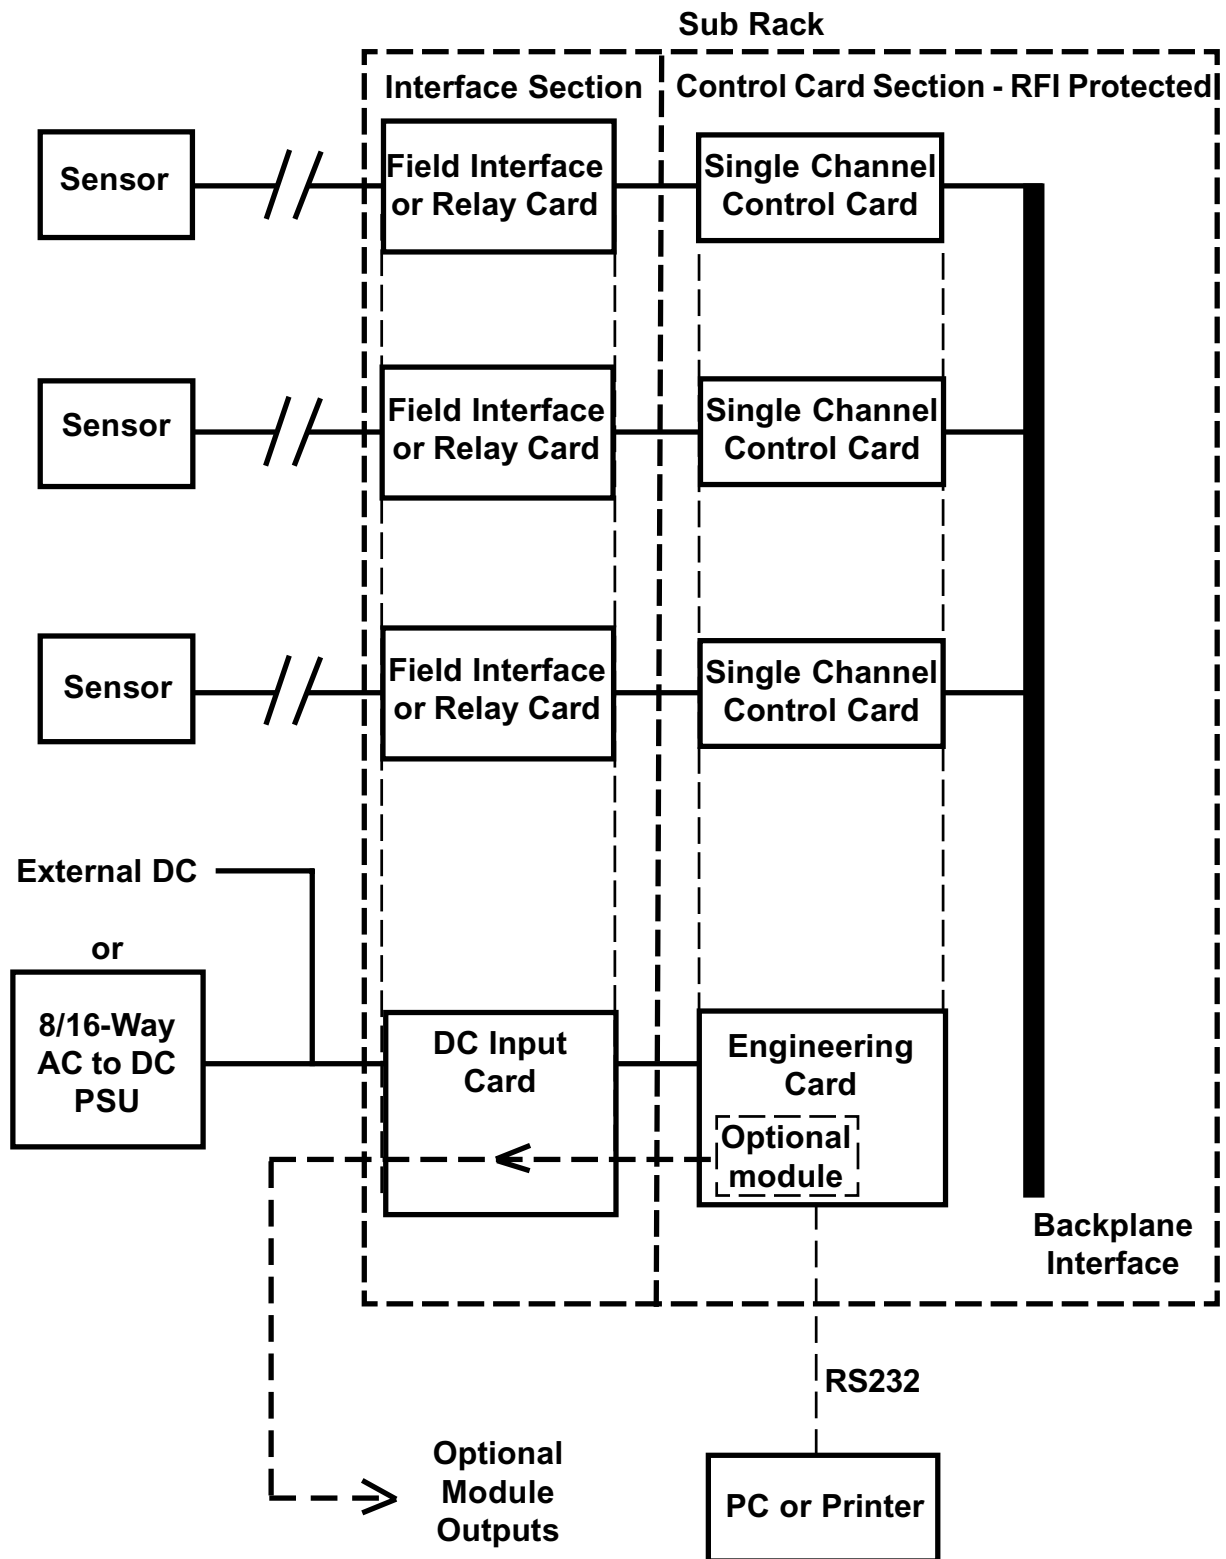 Sub Rack
Interface Section
Control Card Section - RFI Protected
Sensor
Field Interface
or Relay Card
Single Channel
Control Card
Sensor
Field Interface
or Relay Card
Single Channel
Control Card
Sensor
Field Interface
or Relay Card
Single Channel
Control Card
External DC
or
8/16-Way
AC to DC
PSU
DC Input
Card
Engineering
Card
Optional
module
Backplane
Interface
RS232
Optional
Module
Outputs
PC or Printer